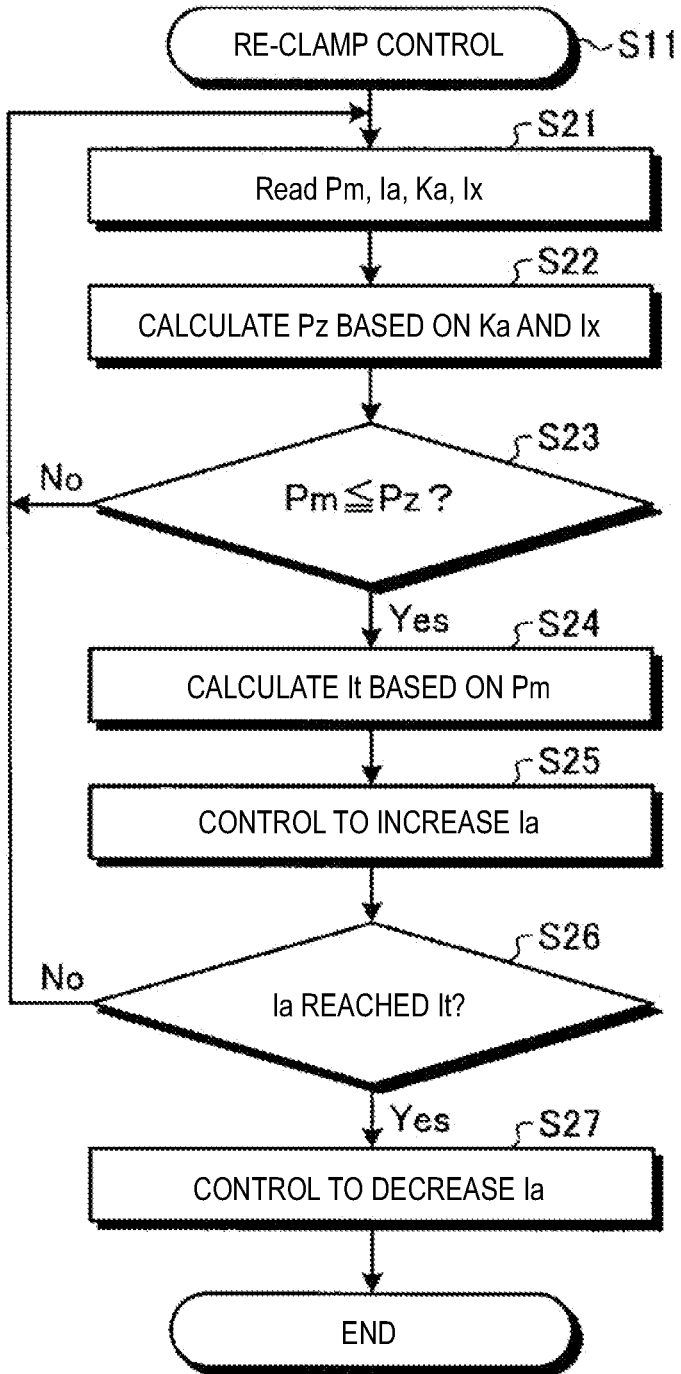 RE-CLAMP CONTROL
S11
S21
Read Pm, Ia, Ka, Ix
S22
CALCULATE Pz BASED ON Ka AND Ix
S23
No
Pm≦Pz ?
Yes
S24
CALCULATE It BASED ON Pm
S25
CONTROL TO INCREASE Ia
S26
No
Ia REACHED It?
Yes
S27
CONTROL TO DECREASE Ia
END